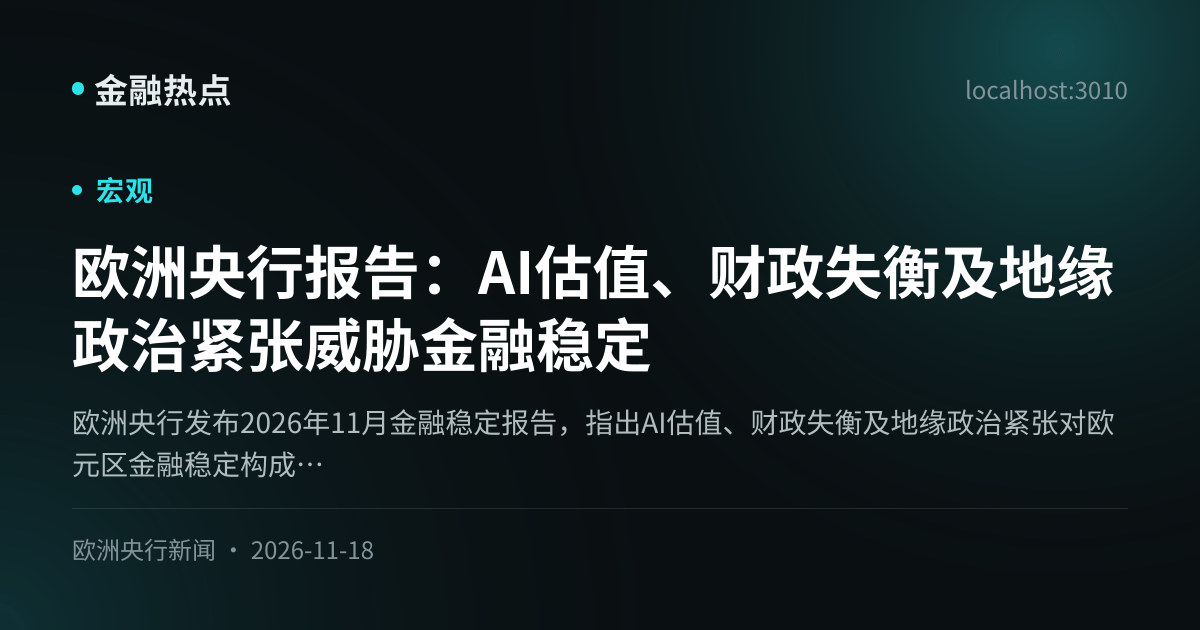 金融热点
localhost:3010
宏观
欧洲央行报告：AI估值、财政失衡及地缘
政治紧张威胁金融稳定
欧洲央行发布2026年11月金融稳定报告，指出AI估值、财政失衡及地缘政治紧张对欧
元区金融稳定构成…
欧洲央行新闻 • 2026-11-18